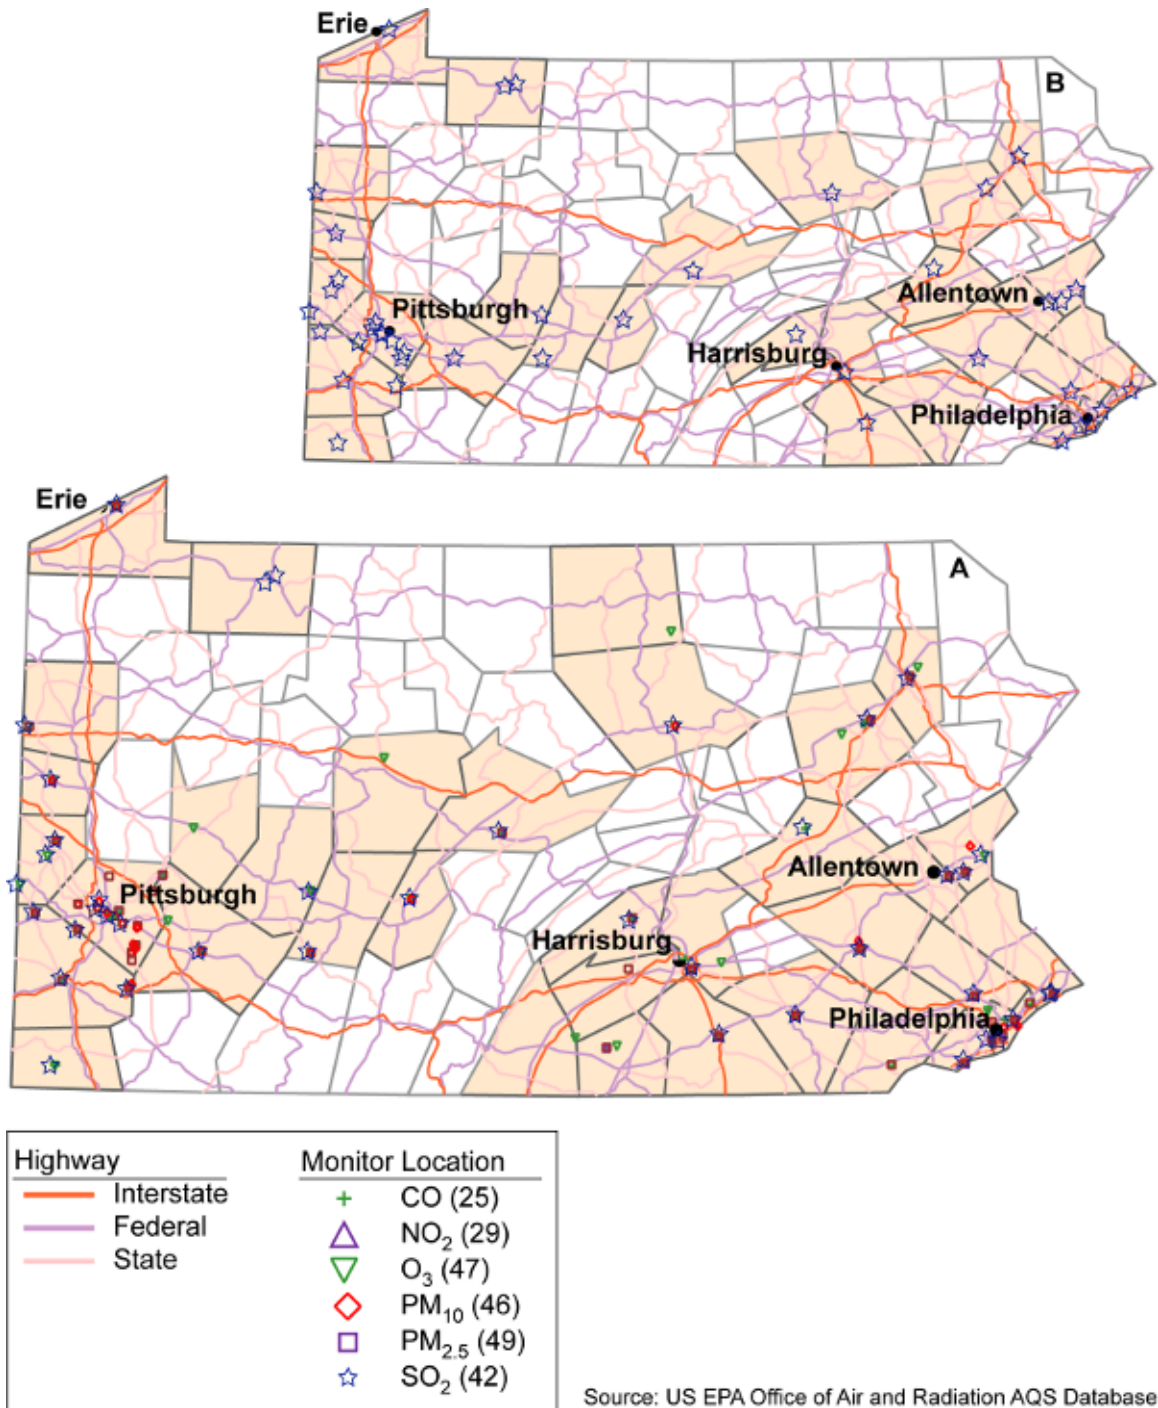 Erie
B
Pittsburgh
Allentown
Harrisburg
Philadelphia
Erie
A
Allentown
Pittsburgh
Harrisburg
Philadelphia
Highway
Interstate
Federal
State
Monitor Location
CO (25)
NO₂ (29)
O₃ (47)
PM₁₀ (46)
PM₂.₅ (49)
SO₂ (42)
Source: US EPA Office of Air and Radiation AQS Database